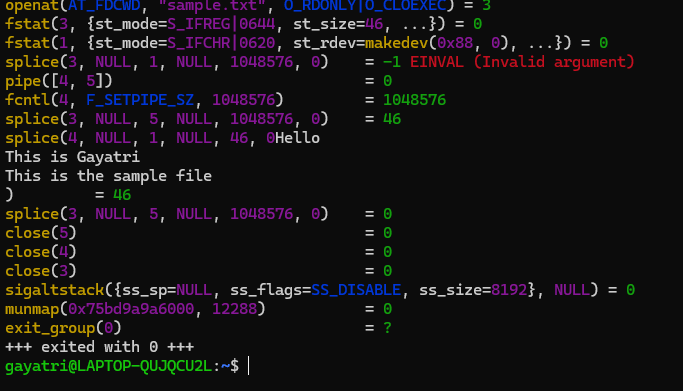 openat(AT_FDCWD, "sample.txt", O_RDONLY|O_CLOEXEC) = 3
fstat(3, {st_mode=S_IFREG|0644, st_size=46, ...}) = 0
fstat(1, {st_mode=S_IFCHR|0620, st_rdev=makedev(0x88, 0), ...}) = 0
splice(3, NULL, 1, NULL, 1048576, 0)    = -1 EINVAL (Invalid argument)
pipe([4, 5])                            = 0
fcntl(4, F_SETPIPE_SZ, 1048576)         = 1048576
splice(3, NULL, 5, NULL, 1048576, 0)    = 46
splice(4, NULL, 1, NULL, 46, 0Hello
This is Gayatri
This is the sample file
)         = 46
splice(3, NULL, 5, NULL, 1048576, 0)    = 0
close(5)                                = 0
close(4)                                = 0
close(3)                                = 0
sigaltstack({ss_sp=NULL, ss_flags=SS_DISABLE, ss_size=8192}, NULL) = 0
munmap(0x75bd9a9a6000, 12288)           = 0
exit_group(0)                           = ?
+++ exited with 0 +++
gayatri@LAPTOP-QUJQCU2L:~$